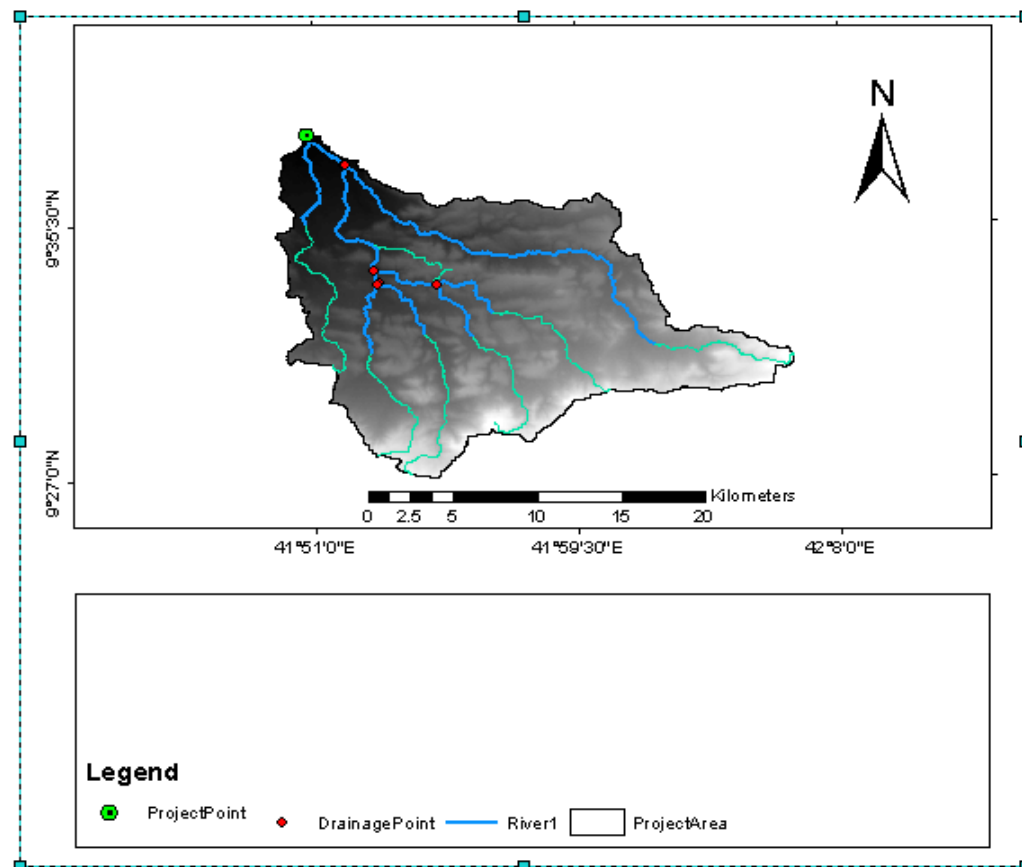 N
9°35'30"N
9°27'0"N
Kilometers
0 2.5 5 10 15 20
41°51'0"E 41°59'30"E 42°8'0"E
Legend
ProjectPoint DrainagePoint River1 ProjectArea